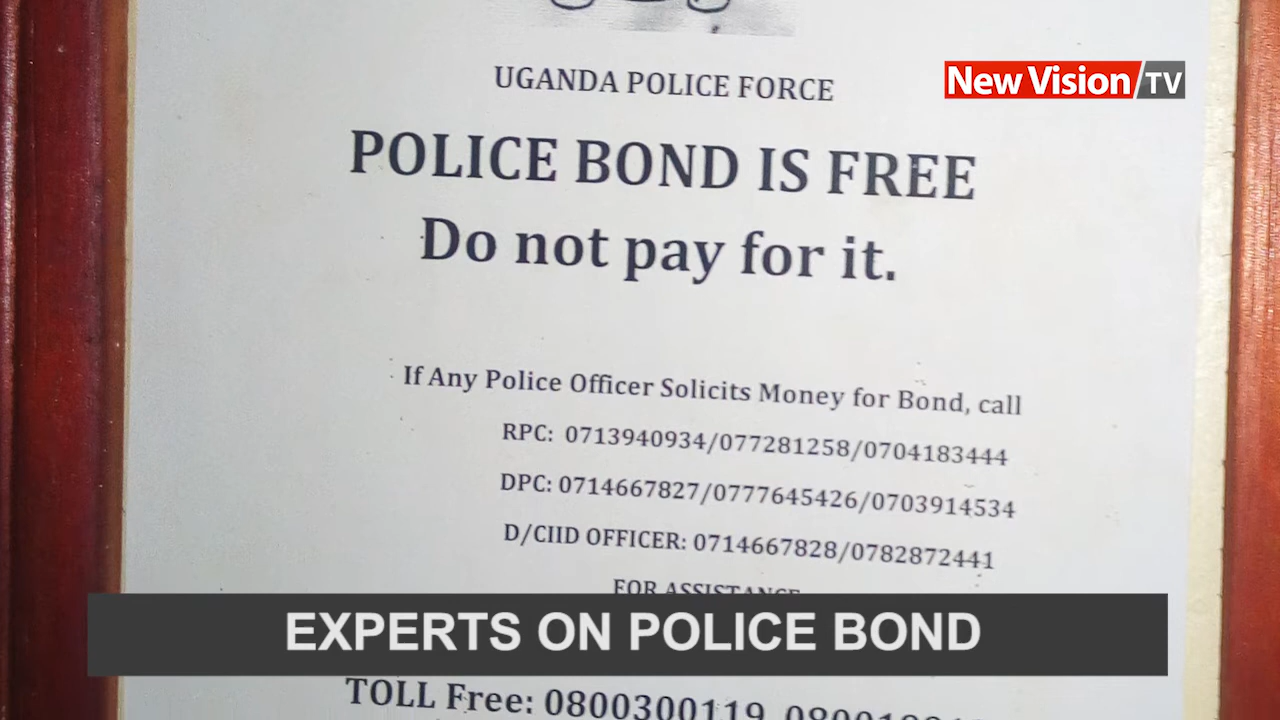 New Vision/TV
UGANDA POLICE FORCE
POLICE BOND IS FREE
Do not pay for it.
If Any Police Officer Solicits Money for Bond, call
RPC: 0713940934/077281258/0704183444
DPC: 0714667827/0777645426/0703914534
D/CIID OFFICER: 0714667828/0782872441
FOR ASSISTANCE
EXPERTS ON POLICE BOND
TOLL Free: 0800300119,